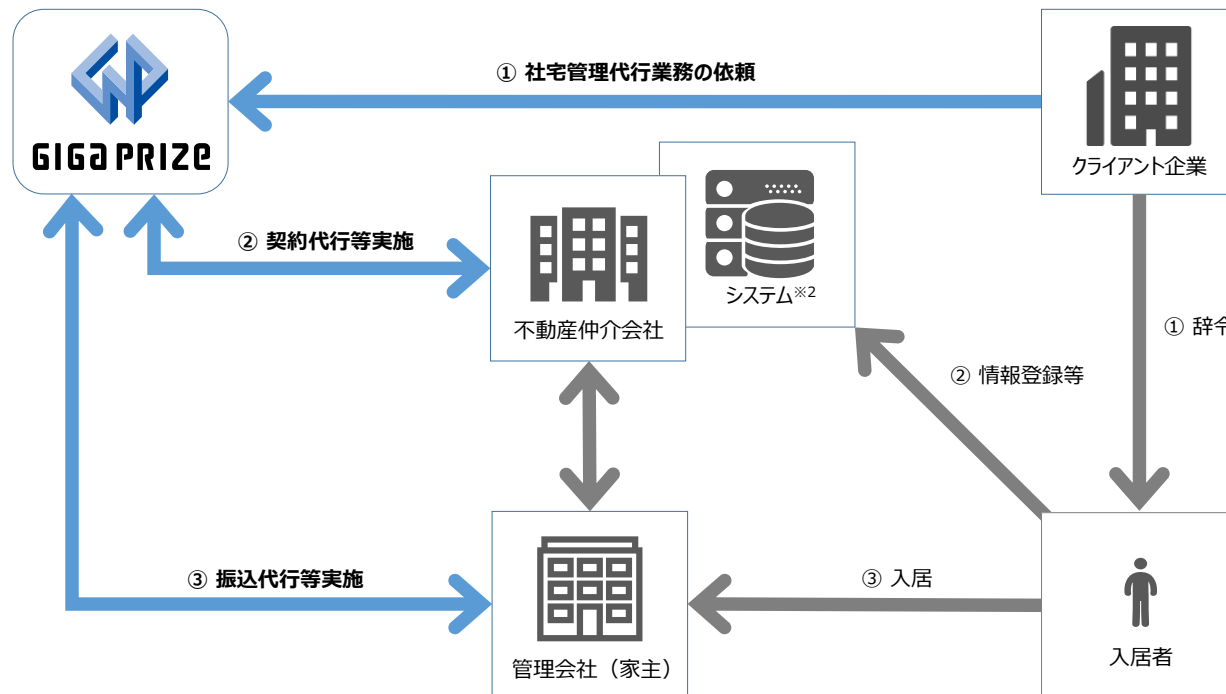 GIGA PRIZE
① 社宅管理代行業務の依頼
クライアント企業
② 契約代行等実施
不動産仲介会社
システム※2
① 辞令
② 情報登録等
③ 振込代行等実施
管理会社（家主）
③ 入居
入居者